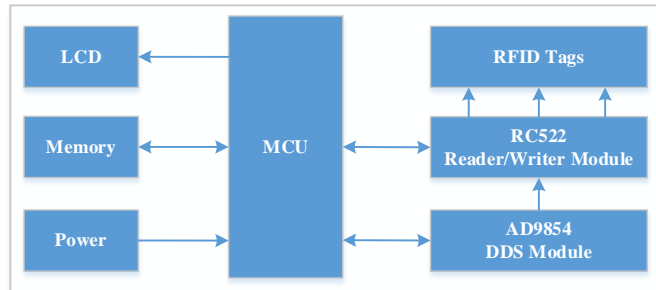 LCD
Memory
Power
MCU
RFID Tags
RC522
Reader/Writer Module
AD9854
DDS Module